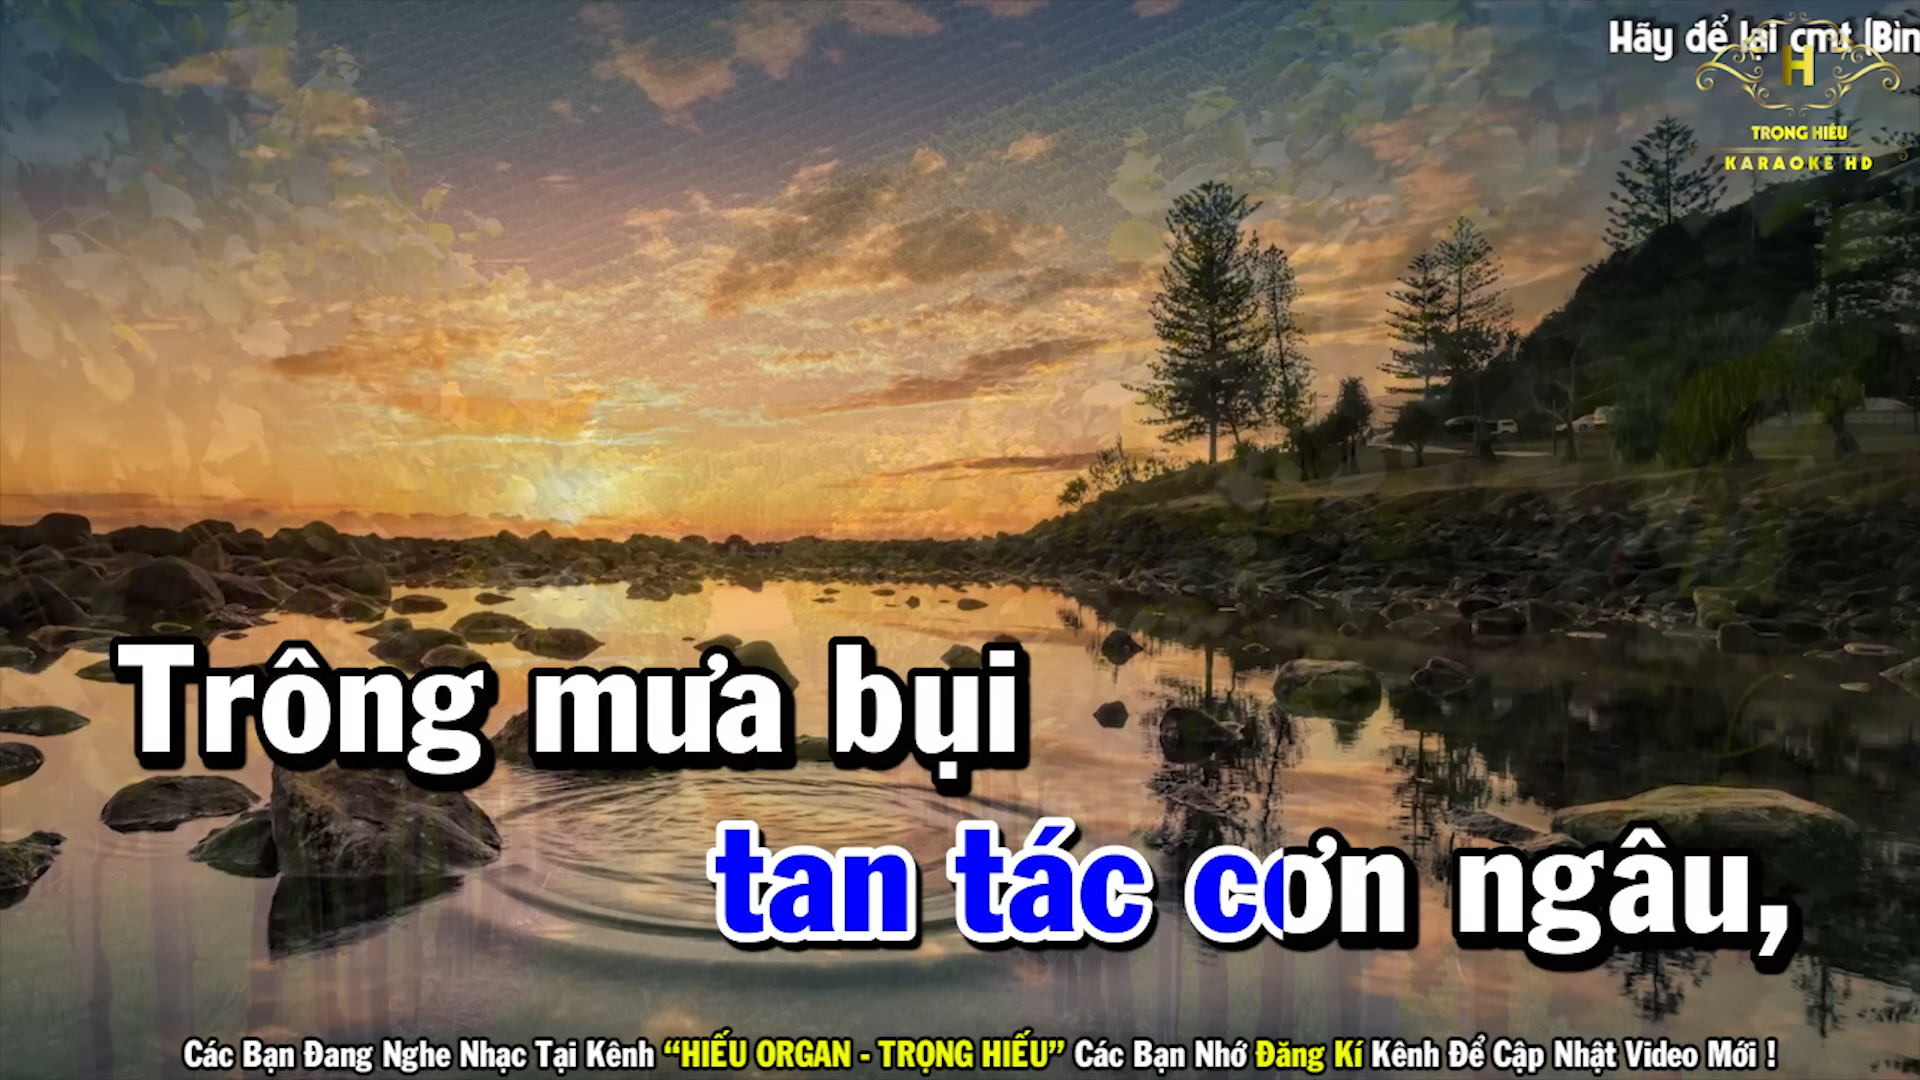 Hãy để lại cmt (Bìn
H
TRỌNG HIẾU
KARAOKE HD
Trông mưa bụi
tan tác cơn ngâu,
Các Bạn Đang Nghe Nhạc Tại Kênh “HIẾU ORGAN - TRỌNG HIẾU” Các Bạn Nhớ Đăng Kí Kênh Để Cập Nhật Video Mới !